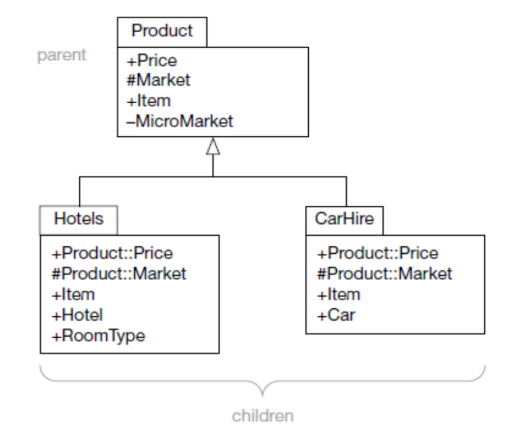 Product
parent
+Price
#Market
+Item
–MicroMarket
Hotels
+Product::Price
#Product::Market
+Item
+Hotel
+RoomType
CarHire
+Product::Price
#Product::Market
+Item
+Car
children